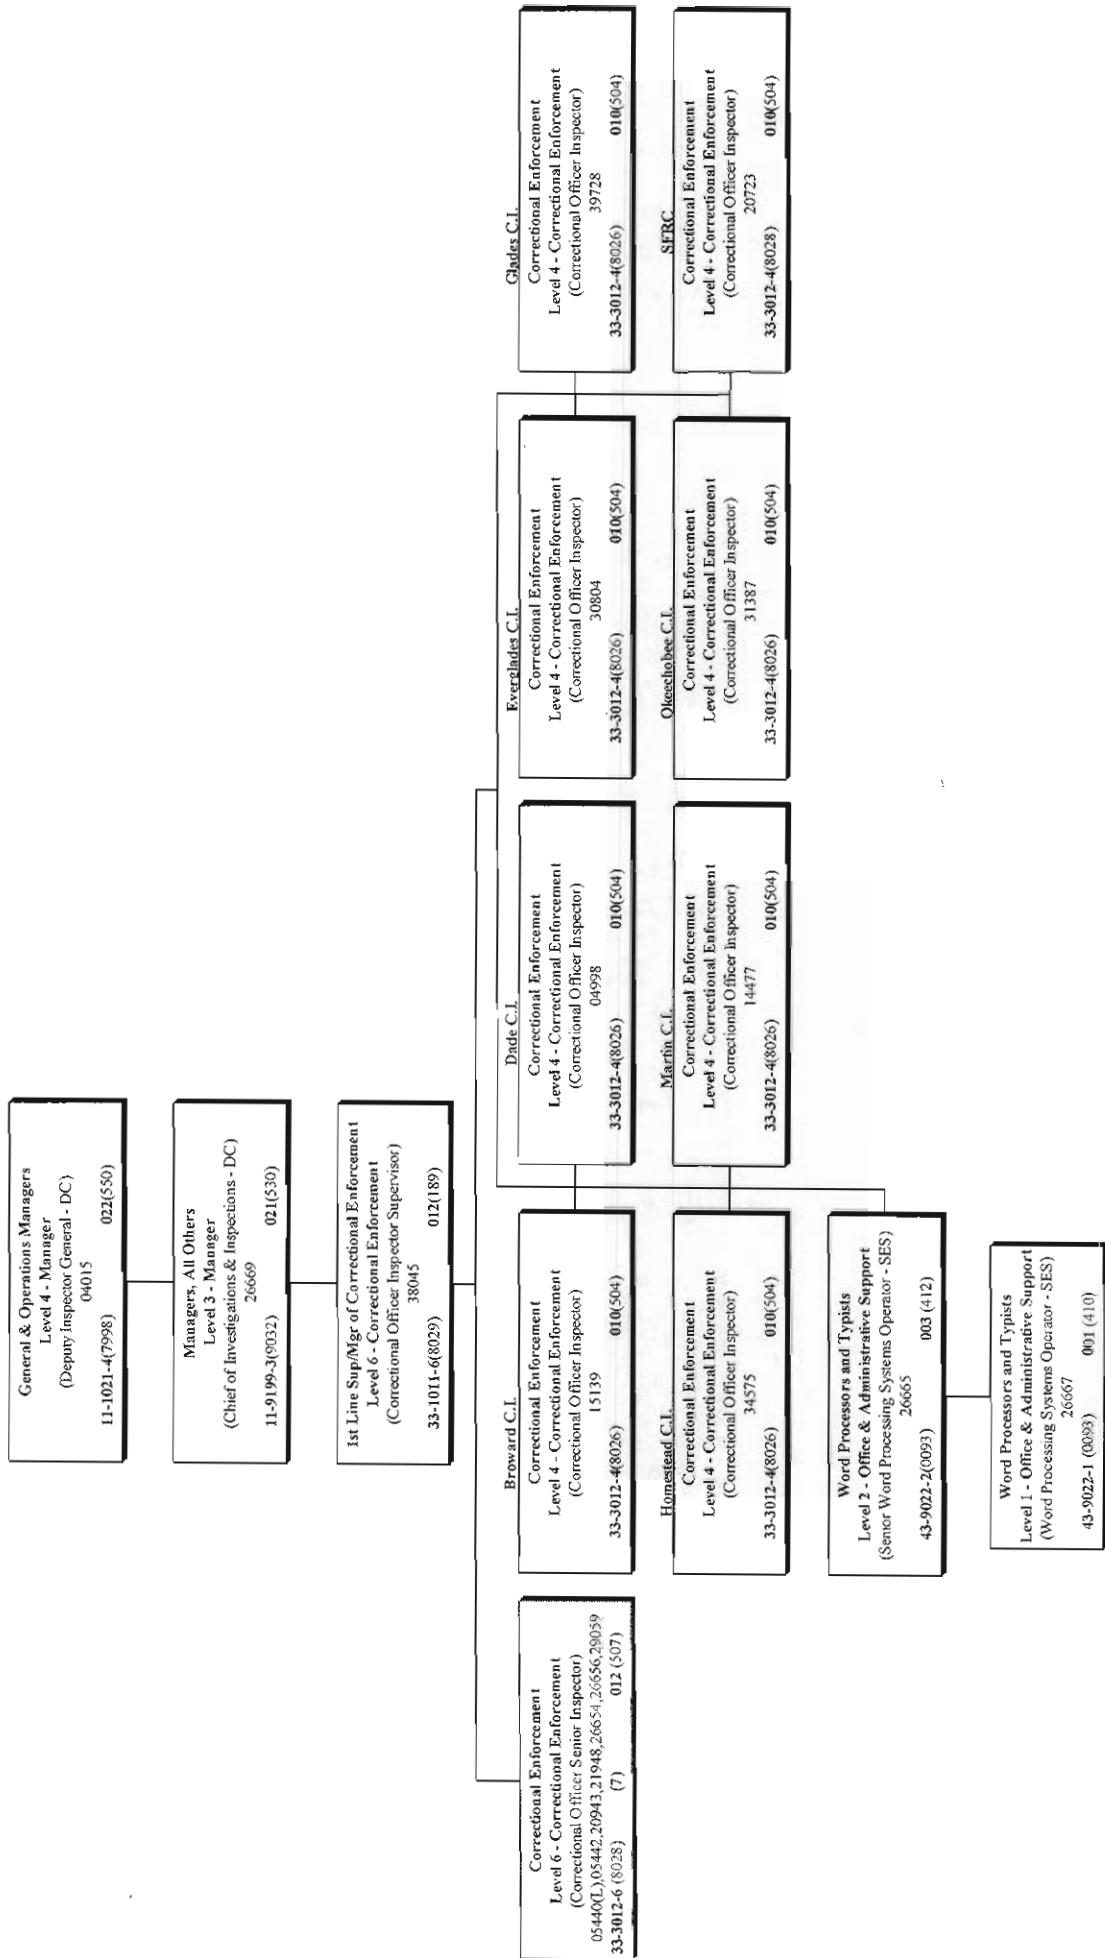 General & Operations Managers
Level 4 - Manager
(Deputy Inspector General - DC)
04015
11-1021-4(7998) 022(550)
Managers, All Others
Level 3 - Manager
(Chief of Investigations & Inspections - DC)
26669
11-9199-3(9032) 021(530)
1st Line Sup/Mgr of Correctional Enforcement
Level 6 - Correctional Enforcement
(Correctional Officer Inspector Supervisor)
38045
33-1011-6(8029) 012(189)
Correctional Enforcement
Level 6 - Correctional Enforcement
(Correctional Officer Senior Inspector)
05440(L),05442,20943,21948,26654,26656,29059
33-3012-6 (8028) (7) 012 (507)
Broward C.I.
Correctional Enforcement
Level 4 - Correctional Enforcement
(Correctional Officer Inspector)
15139
33-3012-4(8026) 010(504)
Dade C.I.
Correctional Enforcement
Level 4 - Correctional Enforcement
(Correctional Officer Inspector)
04998
33-3012-4(8026) 010(504)
Everglades C.I.
Correctional Enforcement
Level 4 - Correctional Enforcement
(Correctional Officer Inspector)
30804
33-3012-4(8026) 010(504)
Glades C.I.
Correctional Enforcement
Level 4 - Correctional Enforcement
(Correctional Officer Inspector)
39728
33-3012-4(8026) 010(504)
Homestead C.I.
Correctional Enforcement
Level 4 - Correctional Enforcement
(Correctional Officer Inspector)
34575
33-3012-4(8026) 010(504)
Martin C.I.
Correctional Enforcement
Level 4 - Correctional Enforcement
(Correctional Officer Inspector)
14477
33-3012-4(8026) 010(504)
Okeechobee C.I.
Correctional Enforcement
Level 4 - Correctional Enforcement
(Correctional Officer Inspector)
31387
33-3012-4(8026) 010(504)
SFRC
Correctional Enforcement
Level 4 - Correctional Enforcement
(Correctional Officer Inspector)
20723
33-3012-4(8028) 010(504)
Word Processors and Typists
Level 2 - Office & Administrative Support
(Senior Word Processing Systems Operator - SES)
26665
43-9022-2(0093) 003 (412)
Word Processors and Typists
Level 1 - Office & Administrative Support
(Word Processing Systems Operator - SES)
26667
43-9022-1 (0093) 001 (410)